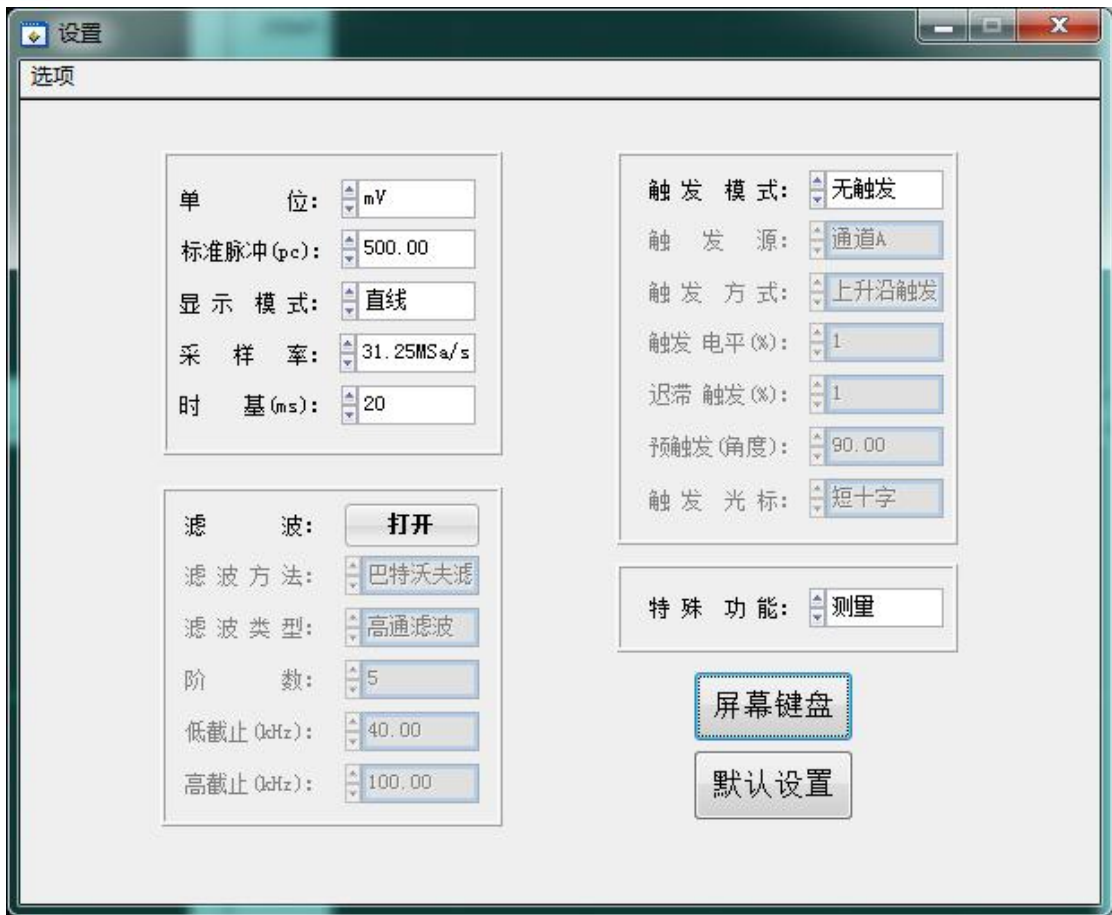 设置
选项
单 位: mV
标准脉冲(pc): 500.00
显示 模式: 直线
采 样 率: 31.25MSa/s
时 基(ms): 20
滤 波: 打开
滤波方法: 巴特沃夫滤
滤波类型: 高通滤波
阶 数: 5
低截止(kHz): 40.00
高截止(kHz): 100.00
触发 模式: 无触发
触 发 源: 通道A
触发 方式: 上升沿触发
触发 电平(%): 1
迟滞 触发(%): 1
预触发(角度): 90.00
触发 光标: 短十字
特殊 功能: 测量
屏幕键盘
默认设置